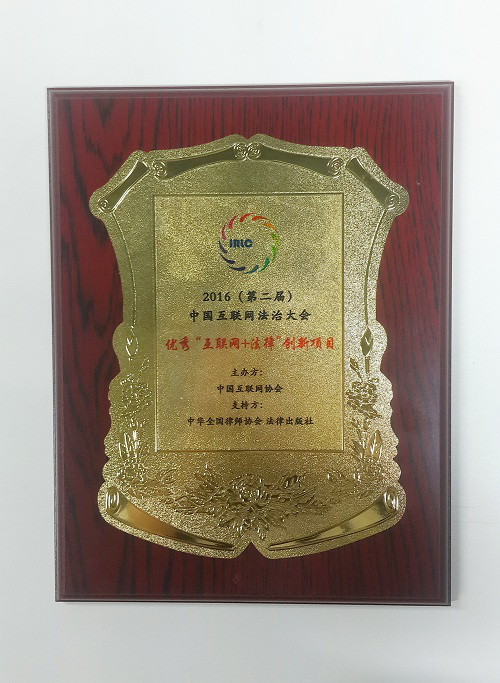 IRLC
2016（第二届）
中国互联网法治大会
优秀“互联网+法律”创新项目
主办方：
中国互联网协会
支持方：
中华全国律师协会 法律出版社